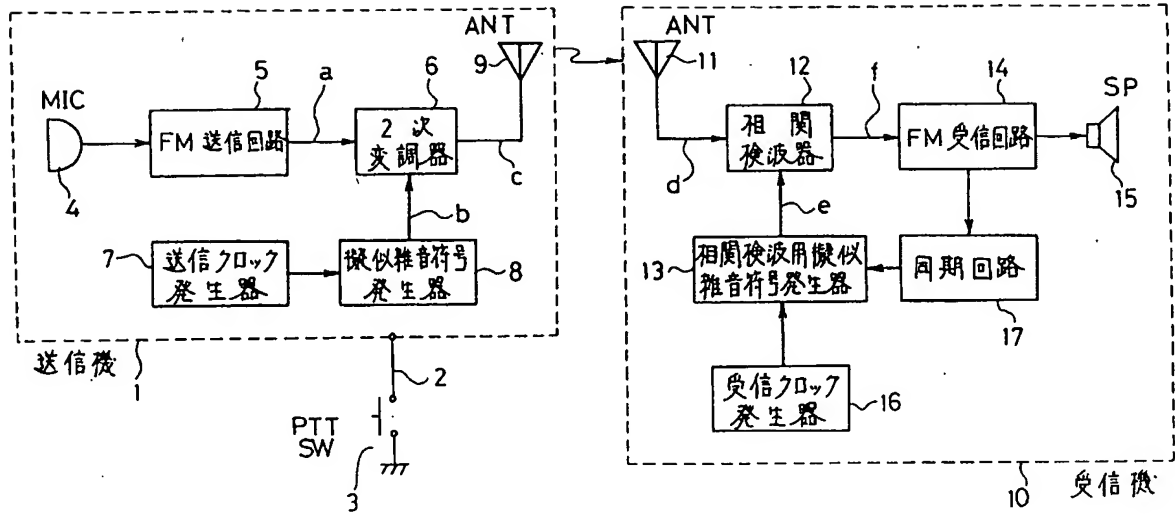 ANT
9
MIC
4
5
FM送信回路
a
6
2次
変調器
c
b
7
送信クロック
発生器
擬似雑音符号
発生器
8
送信機
1
2
PTT
SW
3
ANT
11
d
12
相関
検波器
f
14
FM受信回路
SP
15
e
13
相関検波用擬似
雑音符号発生器
同期回路
17
受信クロック
発生器
16
10
受信機